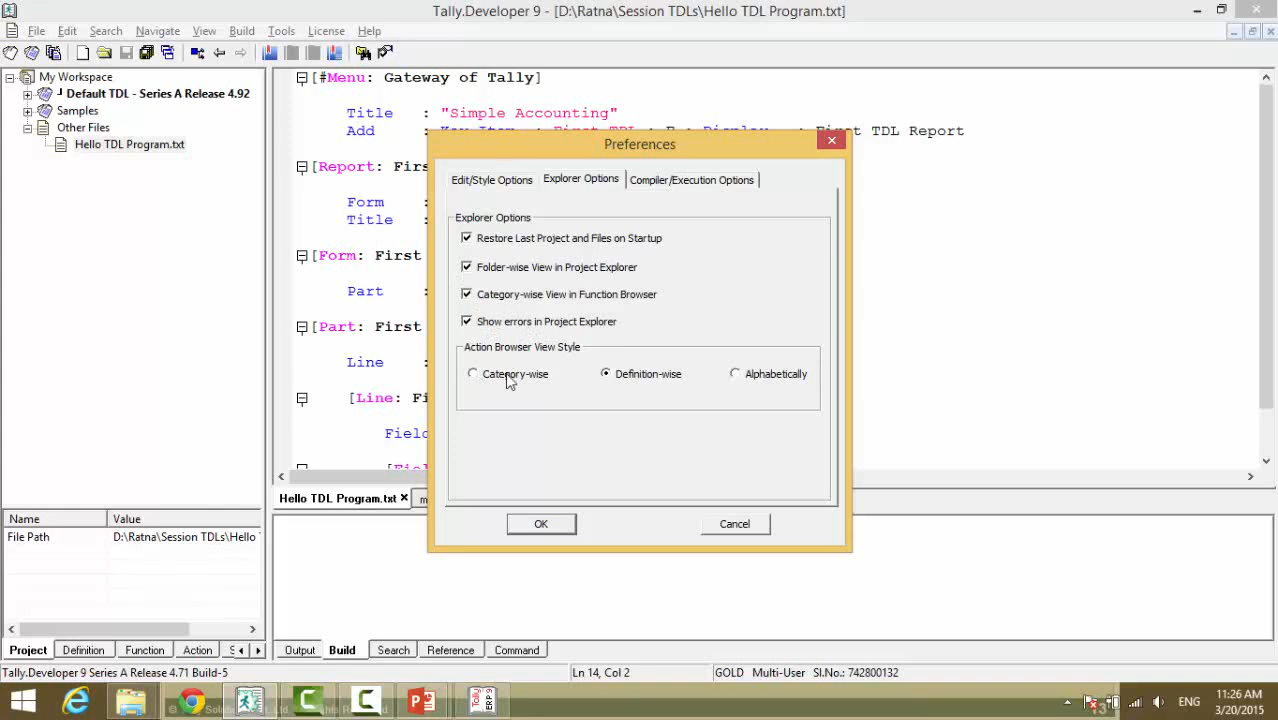 Tally.Developer 9 - [D:\Ratna\Session TDLs\Hello TDL Program.txt]
File Edit Search Navigate View Build Tools License Help
My Workspace
Default TDL - Series A Release 4.92
Samples
Other Files
Hello TDL Program.txt
[#Menu: Gateway of Tally]
Title : "Simple Accounting"
Add : Key Item : First TDL : F : Display : First TDL Report
[Report: Firs
Form :
Title :
[Form: First
Part :
[Part: First
Line :
[Line: Fi
Field
[Fie
Preferences
Edit/Style Options Explorer Options Compiler/Execution Options
Explorer Options
Restore Last Project and Files on Startup
Folder-wise View in Project Explorer
Category-wise View in Function Browser
Show errors in Project Explorer
Action Browser View Style
Category-wise Definition-wise Alphabetically
OK Cancel
Hello TDL Program.txt m
Name Value
File Path D:\Ratna\Session TDLs\Hello
Project Definition Function Action S
Output Build Search Reference Command
Tally.Developer 9 Series A Release 4.71 Build-5 Ln 14, Col 2 GOLD Multi-User Sl.No.: 742800132
ENG
11:26 AM
3/20/2015